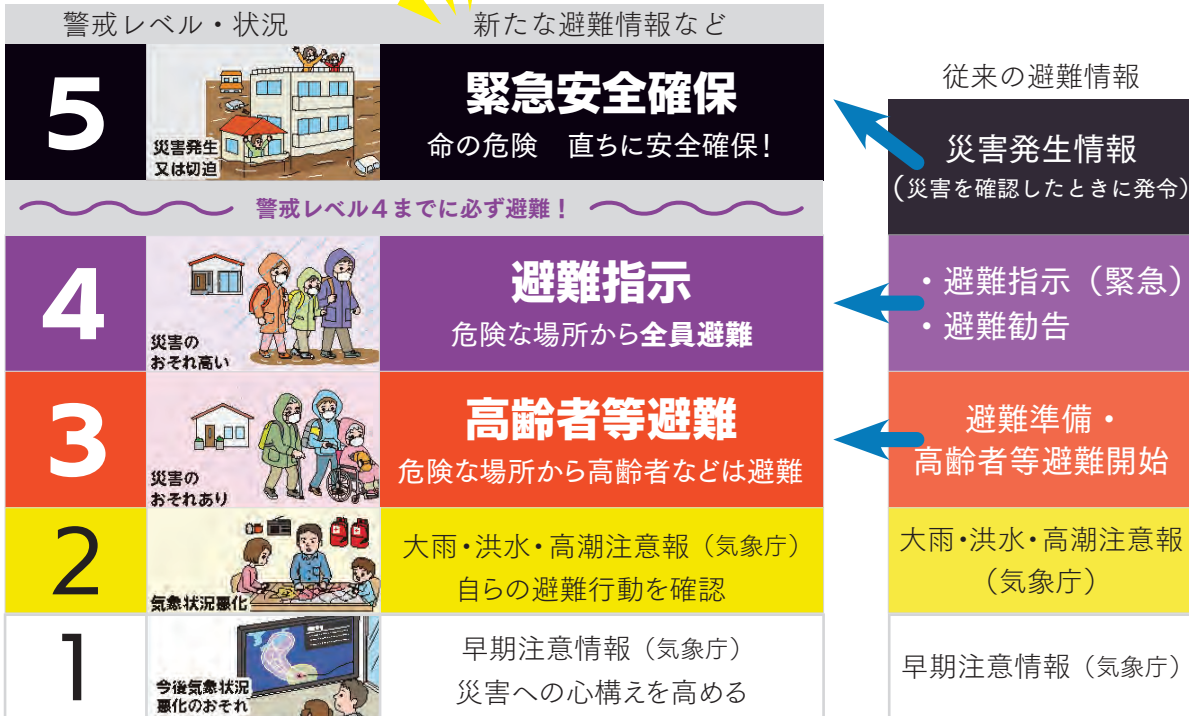 警戒レベル・状況
新たな避難情報など
5
災害発生
又は切迫
緊急安全確保
命の危険　直ちに安全確保！
警戒レベル4までに必ず避難！
4
災害の
おそれ高い
避難指示
危険な場所から全員避難
3
災害の
おそれあり
高齢者等避難
危険な場所から高齢者などは避難
2
気象状況悪化
大雨・洪水・高潮注意報（気象庁）
自らの避難行動を確認
1
今後気象状況
悪化のおそれ
早期注意情報（気象庁）
災害への心構えを高める
従来の避難情報
災害発生情報
（災害を確認したときに発令）
・避難指示（緊急）
・避難勧告
避難準備・
高齢者等避難開始
大雨・洪水・高潮注意報
（気象庁）
早期注意情報（気象庁）